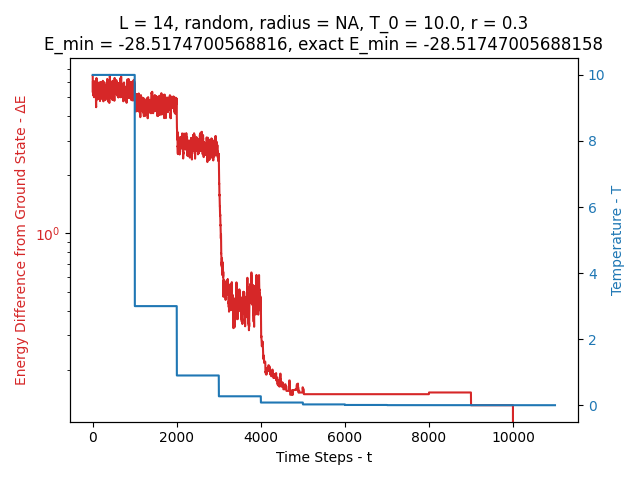 L = 14, random, radius = NA, T_0 = 10.0, r = 0.3
E_min = -28.5174700568816, exact E_min = -28.51747005688158
Energy Difference from Ground State - ΔE
10⁰
Temperature - T
10
8
6
4
2
0
0
2000
4000
6000
8000
10000
Time Steps - t